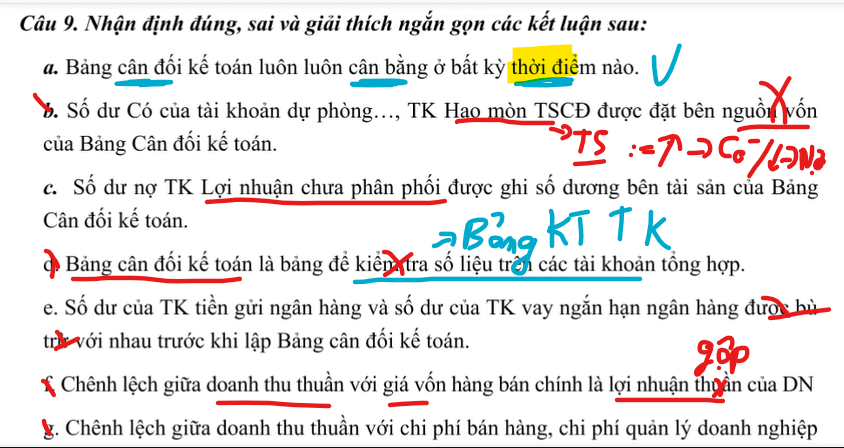 Câu 9. Nhận định đúng, sai và giải thích ngắn gọn các kết luận sau:
a. Bảng cân đối kế toán luôn luôn cân bằng ở bất kỳ thời điểm nào. V
b. Số dư Có của tài khoản dự phòng…, TK Hao mòn TSCĐ được đặt bên nguồn vốn
của Bảng Cân đối kế toán.
→ TS := ↑ → Có / ↓ → Nợ
c. Số dư nợ TK Lợi nhuận chưa phân phối được ghi số dương bên tài sản của Bảng
Cân đối kế toán.
→ Bảng KT TK
d. Bảng cân đối kế toán là bảng để kiểm tra số liệu trên các tài khoản tổng hợp.
e. Số dư của TK tiền gửi ngân hàng và số dư của TK vay ngắn hạn ngân hàng được bù
trừ với nhau trước khi lập Bảng cân đối kế toán.
gộp
f. Chênh lệch giữa doanh thu thuần với giá vốn hàng bán chính là lợi nhuận thuần của DN
g. Chênh lệch giữa doanh thu thuần với chi phí bán hàng, chi phí quản lý doanh nghiệp